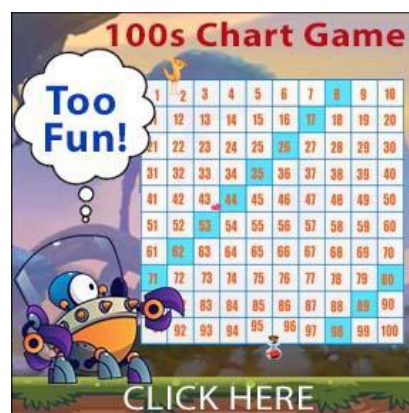 100s Chart Game
Too
Fun!
1 2 3 4 5 6 7 8 9 10
12 13 14 15 16 17 18 19 20
21 22 23 24 25 26 27 28 29 30
31 32 33 34 35 36 37 38 39 40
41 42 43 44 45 46 47 48 49 50
51 52 53 54 55 56 57 58 59 60
61 62 63 64 65 66 67 68 69 70
71 72 73 74 75 76 77 78 79 80
83 84 85 86 87 88 89 90
92 93 94 95 96 97 98 99 100
CLICK HERE